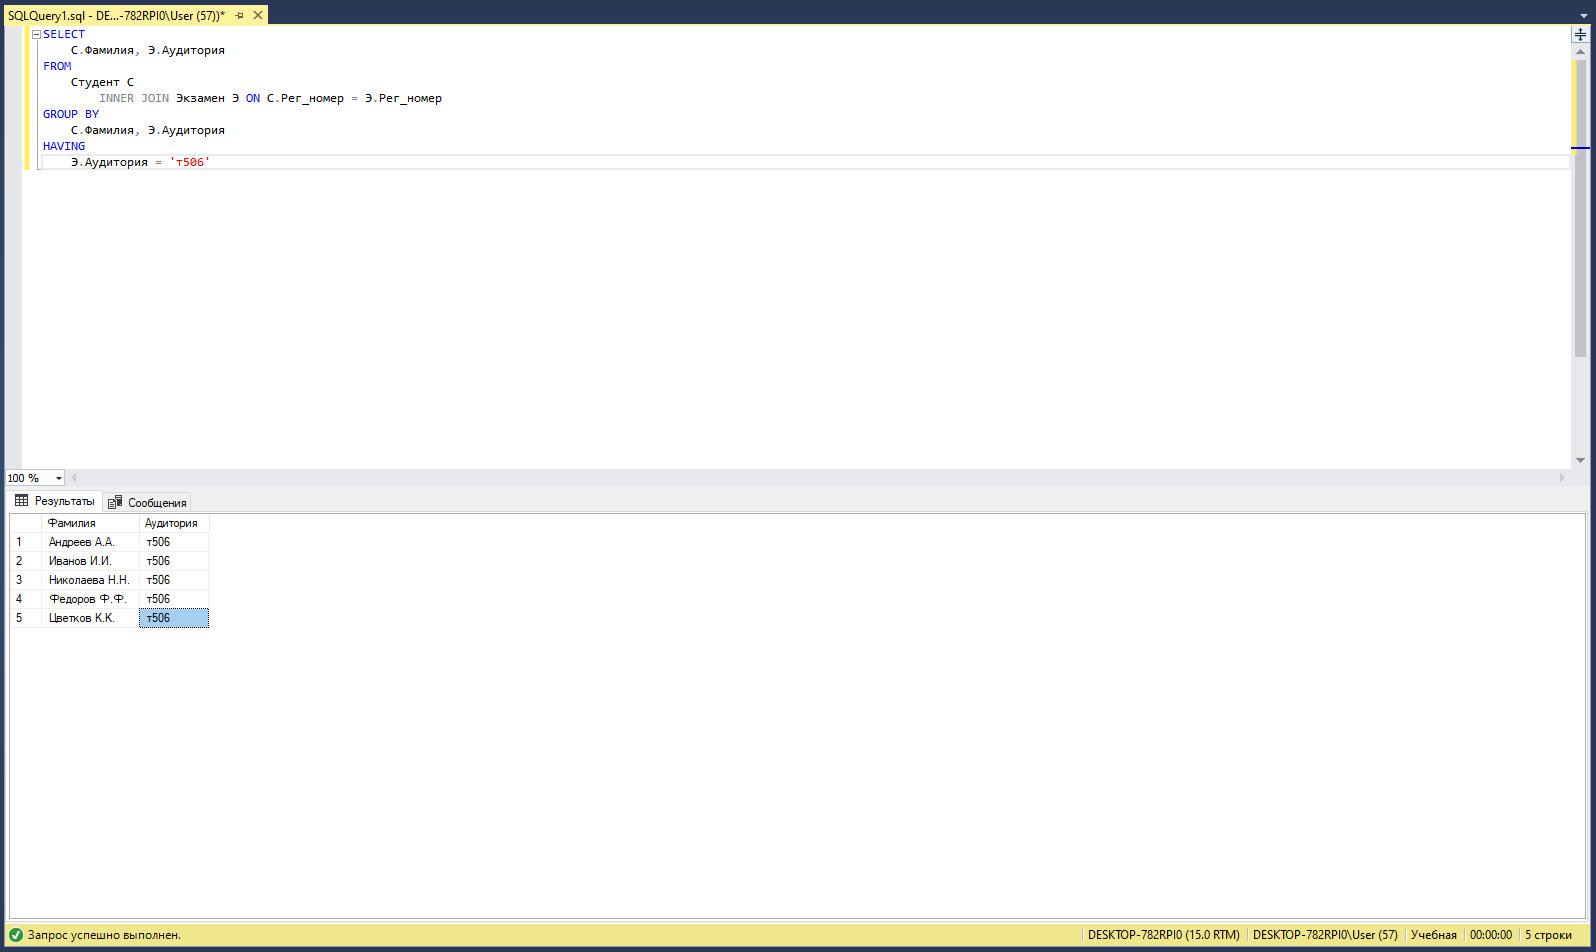 SQLQuery1.sql - DE...-782RPI0\User (57))*
SELECT
С.Фамилия, Э.Аудитория
FROM
Студент С
INNER JOIN Экзамен Э ON С.Рег_номер = Э.Рег_номер
GROUP BY
С.Фамилия, Э.Аудитория
HAVING
Э.Аудитория = 'т506'
100 %
Результаты Сообщения
Фамилия Аудитория
1 Андреев А.А. т506
2 Иванов И.И. т506
3 Николаева Н.Н. т506
4 Федоров Ф.Ф. т506
5 Цветков К.К. т506
Запрос успешно выполнен. DESKTOP-782RPI0 (15.0 RTM) DESKTOP-782RPI0\User (57) Учебная 00:00:00 5 строки